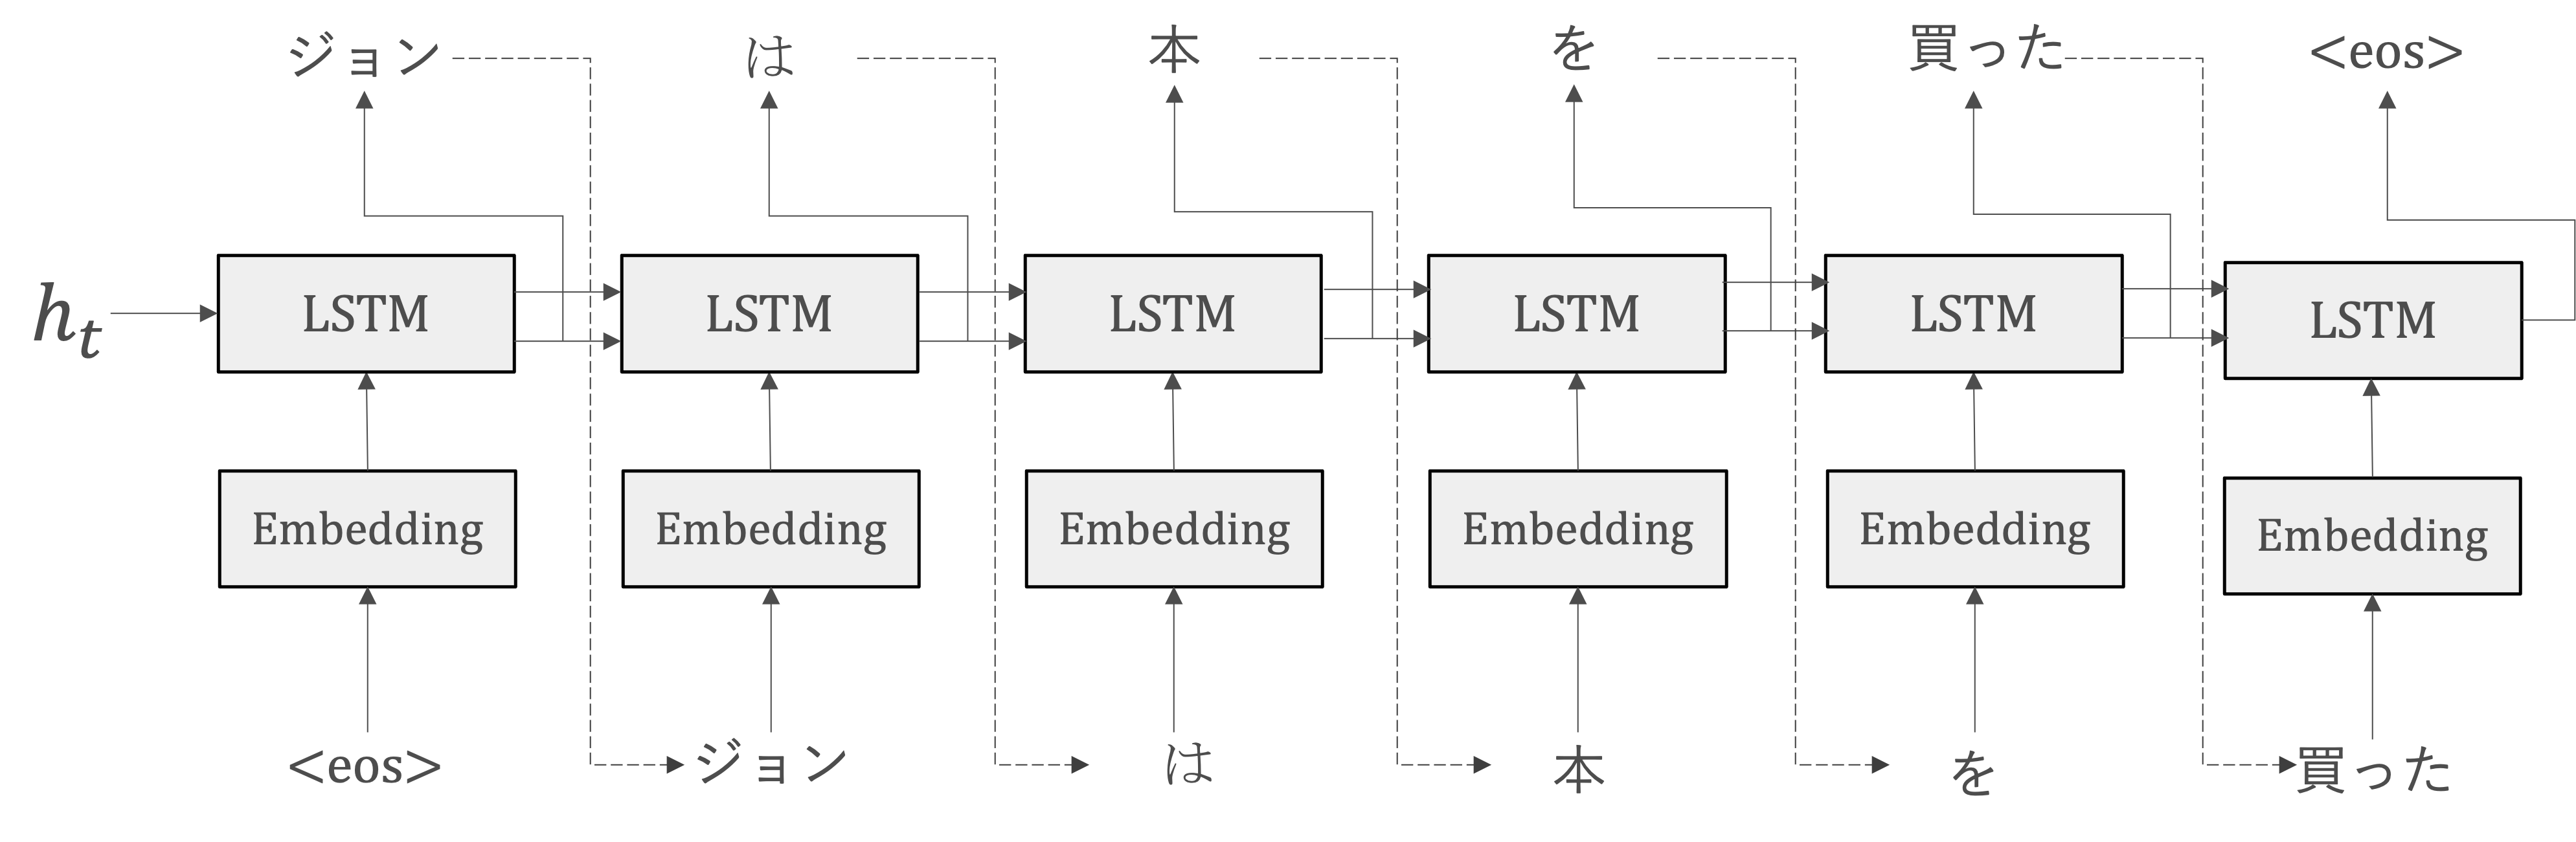 ジョン は 本 を 買った <eos>
h_t LSTM LSTM LSTM LSTM LSTM LSTM
Embedding Embedding Embedding Embedding Embedding Embedding
<eos> ジョン は 本 を 買った